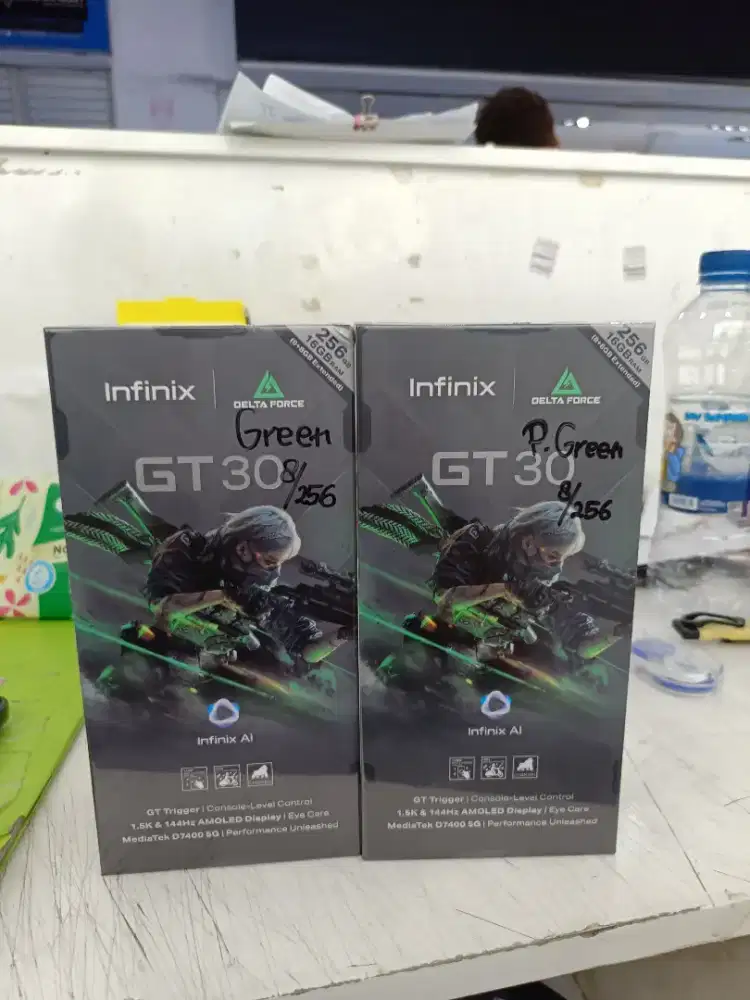 256GB
16GB RAM
(8+8GB Extended)
Infinix
DELTA FORCE
Green
GT 30
8/256
Infinix AI
GT Trigger | Console-Level Control
1.5K & 144Hz AMOLED Display | Eye Care
MediaTek D7400 5G | Performance Unleashed
256GB
16GB RAM
(8+8GB Extended)
Infinix
DELTA FORCE
P. Green
GT 30
8/256
Infinix AI
GT Trigger | Console-Level Control
1.5K & 144Hz AMOLED Display | Eye Care
MediaTek D7400 5G | Performance Unleashed